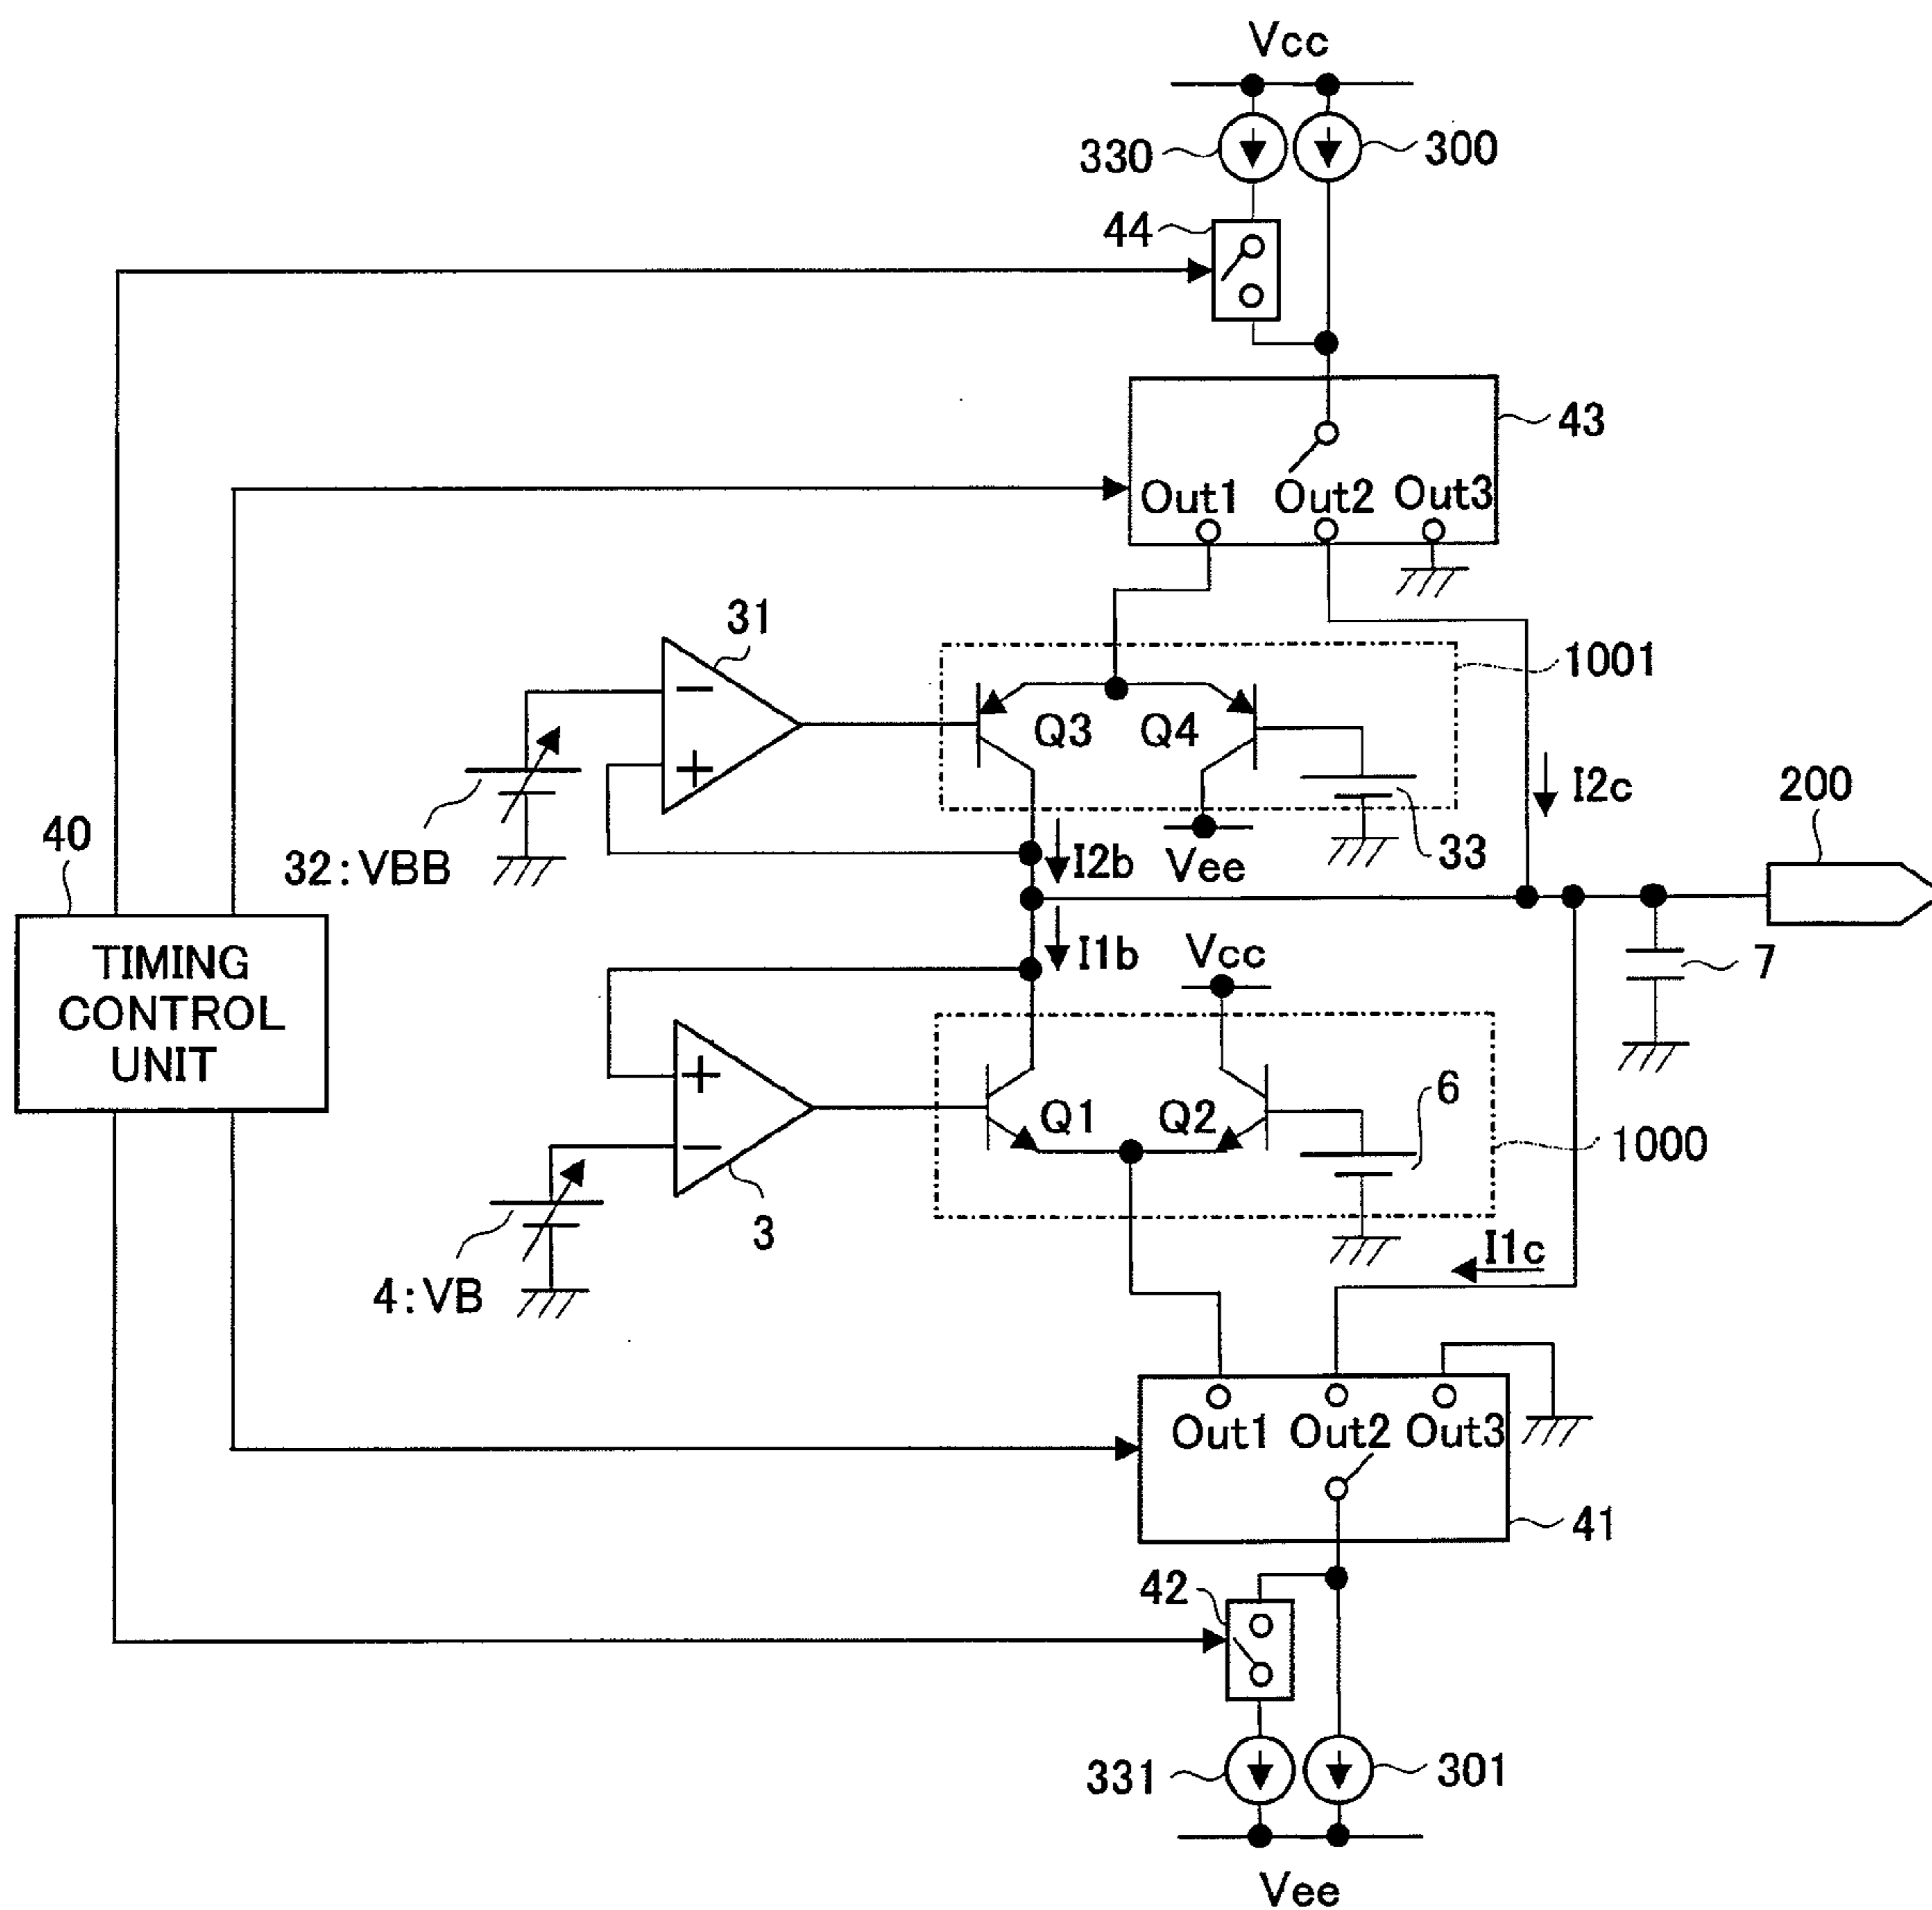 Vcc
330
300
44
43
Out1
Out2
Out3
31
−
+
1001
Q3
Q4
I2c
200
40
32:VBB
I2b
Vee
33
TIMING
CONTROL
UNIT
I1b
Vcc
7
+
−
Q1
Q2
6
1000
3
4:VB
I1c
Out1
Out2
Out3
41
42
331
301
Vee